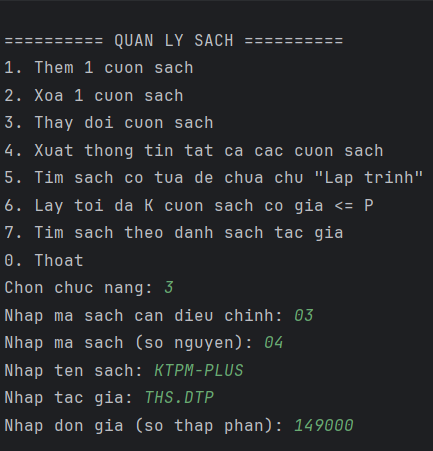 ========== QUAN LY SACH ==========
1. Them 1 cuon sach
2. Xoa 1 cuon sach
3. Thay doi cuon sach
4. Xuat thong tin tat ca cac cuon sach
5. Tim sach co tua de chua chu "Lap trinh"
6. Lay toi da K cuon sach co gia <= P
7. Tim sach theo danh sach tac gia
0. Thoat
Chon chuc nang: 3
Nhap ma sach can dieu chinh: 03
Nhap ma sach (so nguyen): 04
Nhap ten sach: KTPM-PLUS
Nhap tac gia: THS.DTP
Nhap don gia (so thap phan): 149000